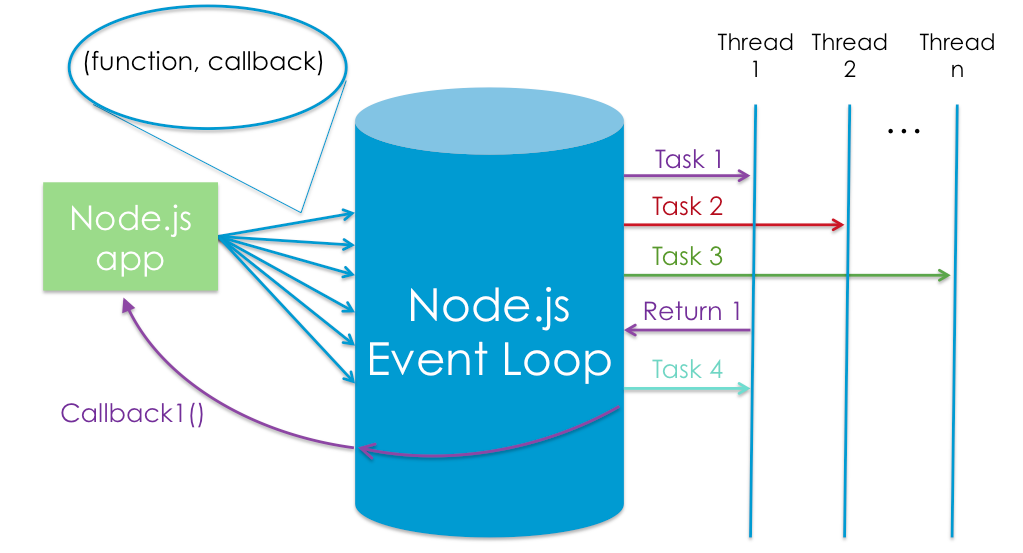 (function, callback)
Thread
1
Thread
2
...
Thread
n
Node.js
app
Task 1
Task 2
Task 3
Return 1
Task 4
Node.js
Event Loop
Callback1()